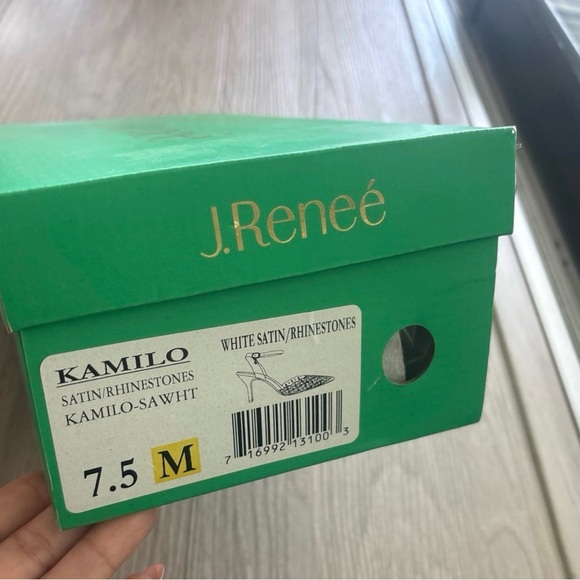 J.Reneé
KAMILO
SATIN/RHINESTONES
KAMILO-SAWHT
7.5 M
WHITE SATIN/RHINESTONES
7 16992 13100 3